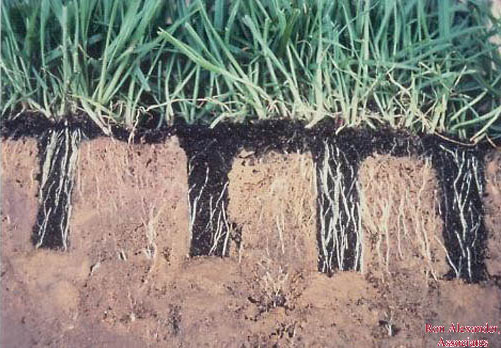 Ron Alexander,
Associates